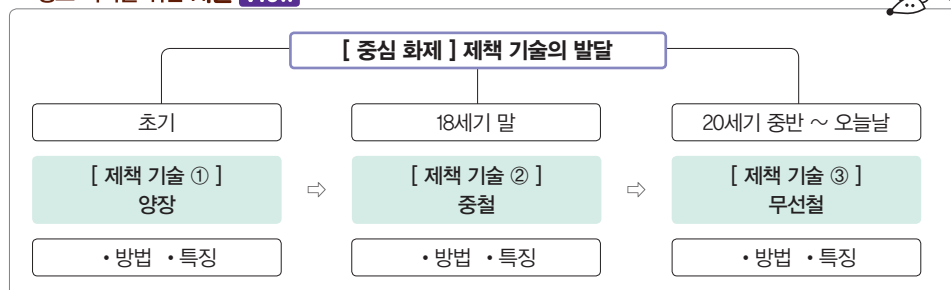 View
[ 중심 화제 ] 제책 기술의 발달
초기
18세기 말
20세기 중반 ~ 오늘날
[ 제책 기술 ① ]
양장
⇨
[ 제책 기술 ② ]
중철
⇨
[ 제책 기술 ③ ]
무선철
• 방법 • 특징
• 방법 • 특징
• 방법 • 특징